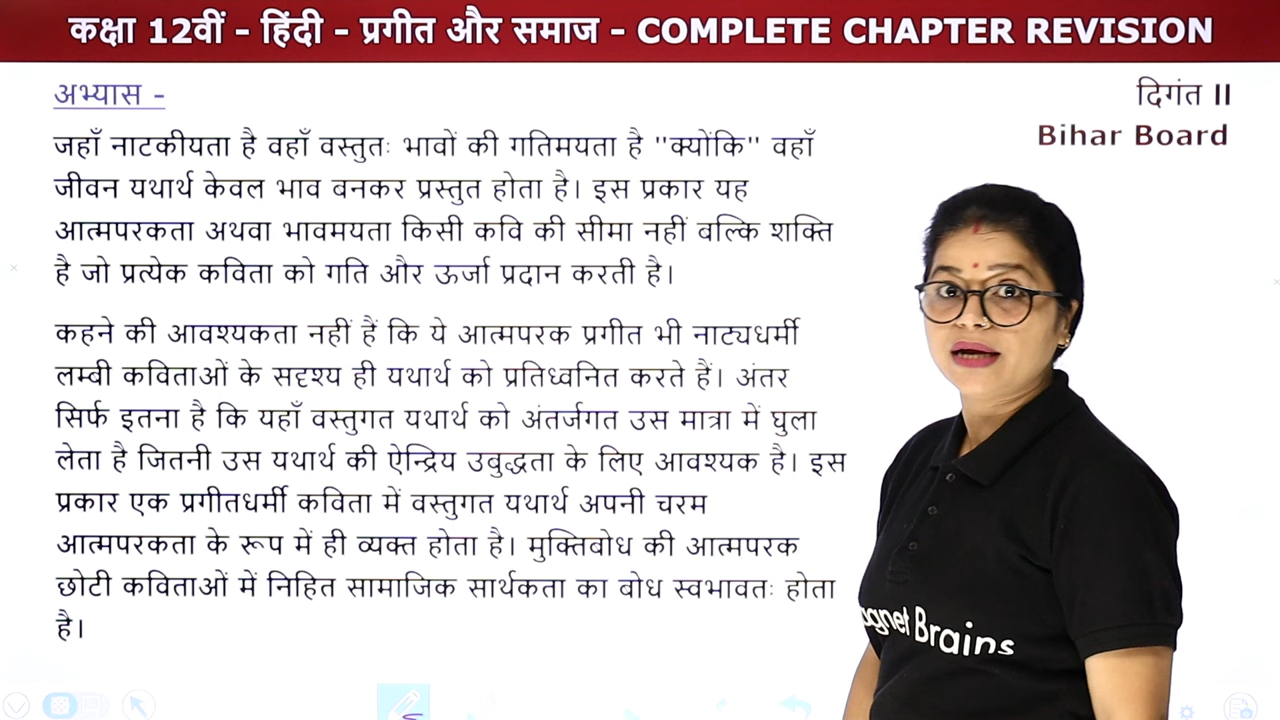 कक्षा 12वीं - हिंदी - प्रगीत और समाज - COMPLETE CHAPTER REVISION
अभ्यास -
दिगंत II
Bihar Board
जहाँ नाटकीयता है वहाँ वस्तुतः भावों की गतिमयता है "क्योंकि" वहाँ
जीवन यथार्थ केवल भाव बनकर प्रस्तुत होता है। इस प्रकार यह
आत्मपरकता अथवा भावमयता किसी कवि की सीमा नहीं बल्कि शक्ति
है जो प्रत्येक कविता को गति और ऊर्जा प्रदान करती है।
कहने की आवश्यकता नहीं हैं कि ये आत्मपरक प्रगीत भी नाट्यधर्मी
लम्बी कविताओं के सदृश्य ही यथार्थ को प्रतिध्वनित करते हैं। अंतर
सिर्फ इतना है कि यहाँ वस्तुगत यथार्थ को अंतर्जगत उस मात्रा में घुला
लेता है जितनी उस यथार्थ की ऐन्द्रिय उबुद्धता के लिए आवश्यक है। इस
प्रकार एक प्रगीतधर्मी कविता में वस्तुगत यथार्थ अपनी चरम
आत्मपरकता के रूप में ही व्यक्त होता है। मुक्तिबोध की आत्मपरक
छोटी कविताओं में निहित सामाजिक सार्थकता का बोध स्वभावतः होता
है।
agnet Brains